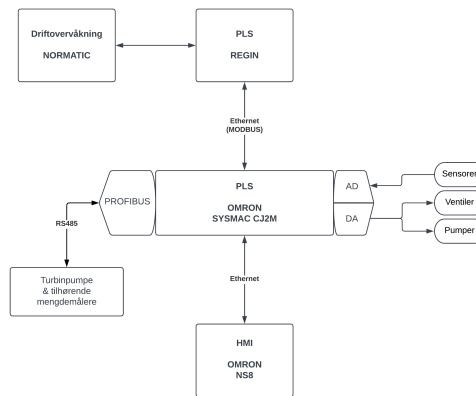 Driftovervåkning
NORMATIC
PLS
REGIN
Ethernet
(MODBUS)
PROFIBUS
PLS
OMRON
SYSMAC CJ2M
AD
DA
Sensorer
Ventiler
Pumper
RS485
Turbinpumpe
& tilhørende
mengdemålere
Ethernet
HMI
OMRON
NS8